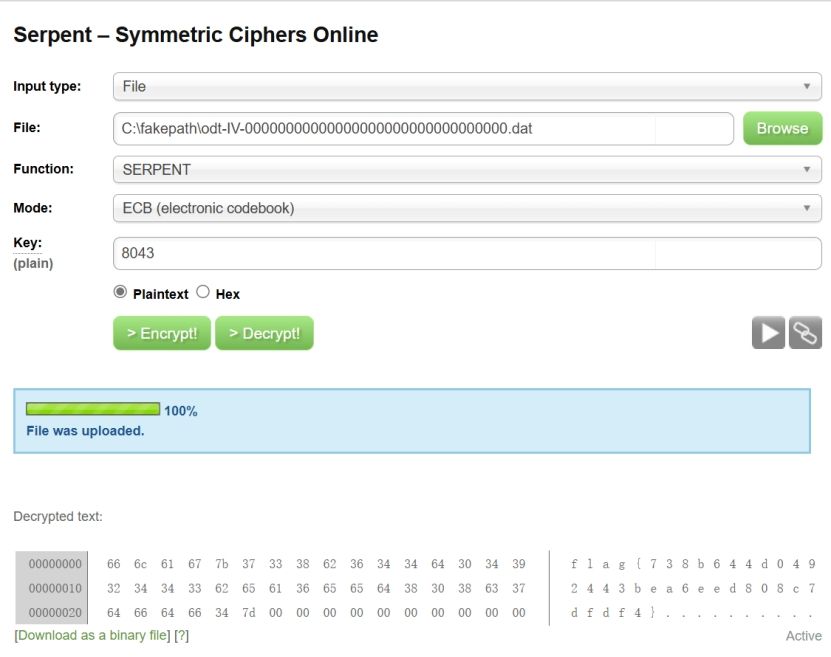 Serpent – Symmetric Ciphers Online
Input type: File
File: C:\fakepath\odt-IV-00000000000000000000000000000000.dat Browse
Function: SERPENT
Mode: ECB (electronic codebook)
Key: 8043
(plain)
Plaintext Hex
> Encrypt! > Decrypt!
100%
File was uploaded.
Decrypted text:
00000000 66 6c 61 67 7b 37 33 38 62 36 34 34 64 30 34 39 f l a g { 7 3 8 b 6 4 4 d 0 4 9
00000010 32 34 34 33 62 65 61 36 65 65 64 38 30 38 63 37 2 4 4 3 b e a 6 e e d 8 0 8 c 7
00000020 64 66 64 66 34 7d 00 00 00 00 00 00 00 00 00 00 d f d f 4 } . . . . . . . . . .
[Download as a binary file] [?] Active